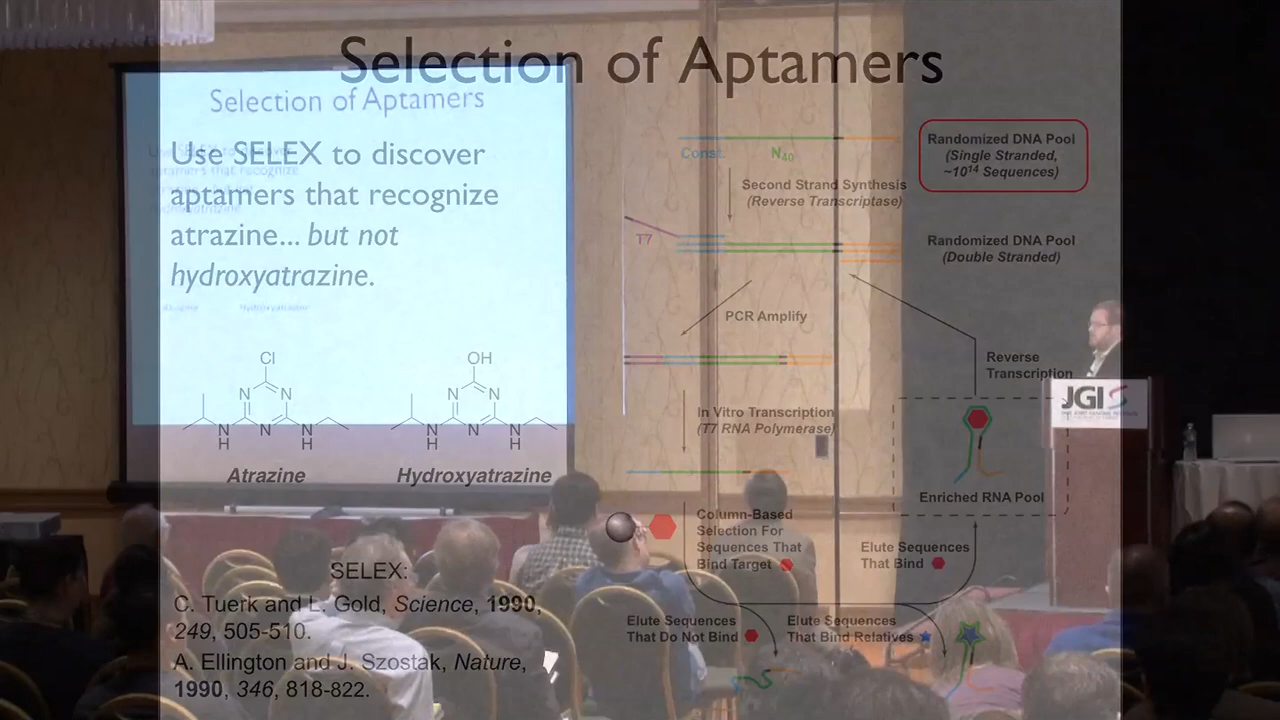 Selection of Aptamers
Selection of Aptamers
Use SELEX to discover
aptamers that recognize
atrazine... but not
hydroxyatrazine.
Cl
N
N
N
H
N
N
H
Atrazine
OH
N
N
N
H
N
N
H
Hydroxyatrazine
SELEX:
C. Tuerk and L. Gold, Science, 1990,
249, 505-510.
A. Ellington and J. Szostak, Nature,
1990, 346, 818-822.
Const.
N40
Randomized DNA Pool
(Single Stranded,
~10¹⁴ Sequences)
Second Strand Synthesis
(Reverse Transcriptase)
T7
Randomized DNA Pool
(Double Stranded)
PCR Amplify
Reverse
Transcription
In Vitro Transcription
(T7 RNA Polymerase)
Enriched RNA Pool
Column-Based
Selection For
Sequences That
Bind Target
Elute Sequences
That Bind
Elute Sequences
That Do Not Bind
Elute Sequences
That Bind Relatives
JGI